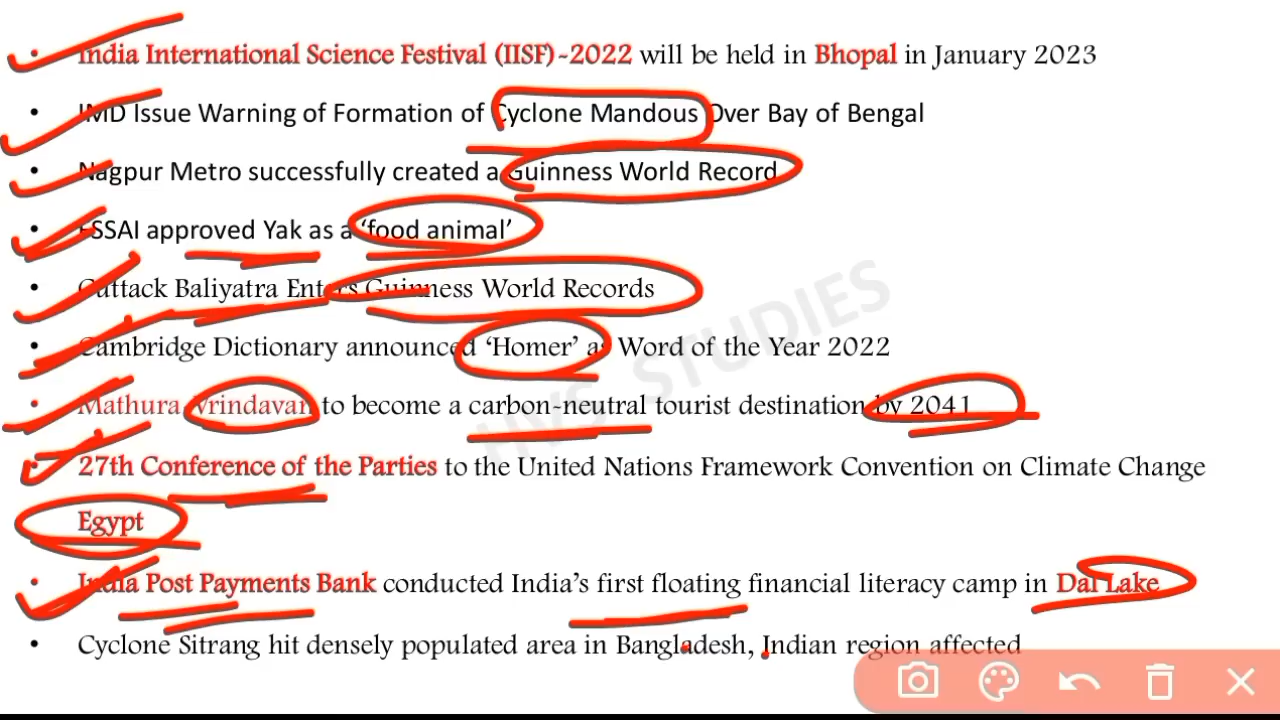 • India International Science Festival (IISF)-2022 will be held in Bhopal in January 2023
• IMD Issue Warning of Formation of Cyclone Mandous Over Bay of Bengal
• Nagpur Metro successfully created a Guinness World Record
• FSSAI approved Yak as a ‘food animal’
• Cuttack Baliyatra Enters Guinness World Records
• Cambridge Dictionary announced ‘Homer’ as Word of the Year 2022
• Mathura Vrindavan to become a carbon-neutral tourist destination by 2041
• 27th Conference of the Parties to the United Nations Framework Convention on Climate Change
Egypt
• India Post Payments Bank conducted India’s first floating financial literacy camp in Dal Lake
• Cyclone Sitrang hit densely populated area in Bangladesh, Indian region affected
HVS STUDIES